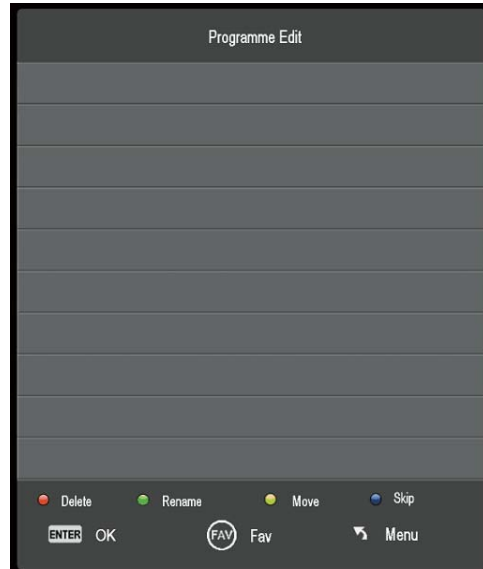 Programme Edit
Delete Rename Move Skip
ENTER OK FAV Fav Menu